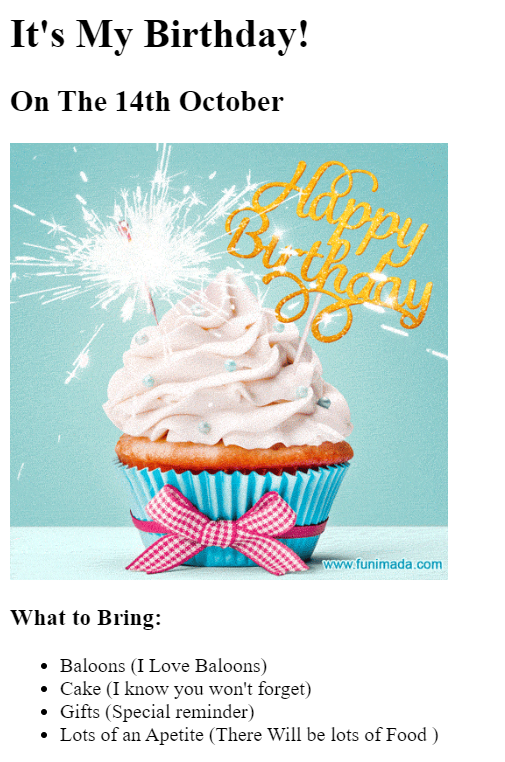 It's My Birthday!
On The 14th October
Happy
Birthday
www.funimada.com
What to Bring:
Baloons (I Love Baloons)
Cake (I know you won't forget)
Gifts (Special reminder)
Lots of an Apetite (There Will be lots of Food )